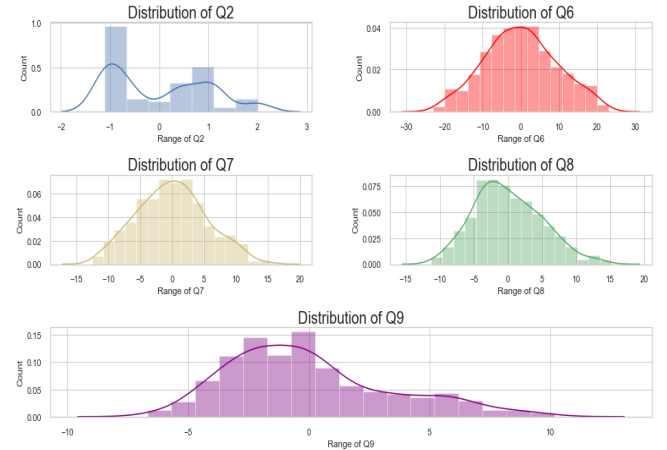 Distribution of Q2
Count
1.0
0.5
0.0
−2 −1 0 1 2 3
Range of Q2
Distribution of Q6
Count
0.04
0.02
0.00
−30 −20 −10 0 10 20 30
Range of Q6
Distribution of Q7
Count
0.06
0.04
0.02
0.00
−15 −10 −5 0 5 10 15 20
Range of Q7
Distribution of Q8
Count
0.075
0.050
0.025
0.000
−15 −10 −5 0 5 10 15 20
Range of Q8
Distribution of Q9
Count
0.15
0.10
0.05
0.00
−10 −5 0 5 10
Range of Q9